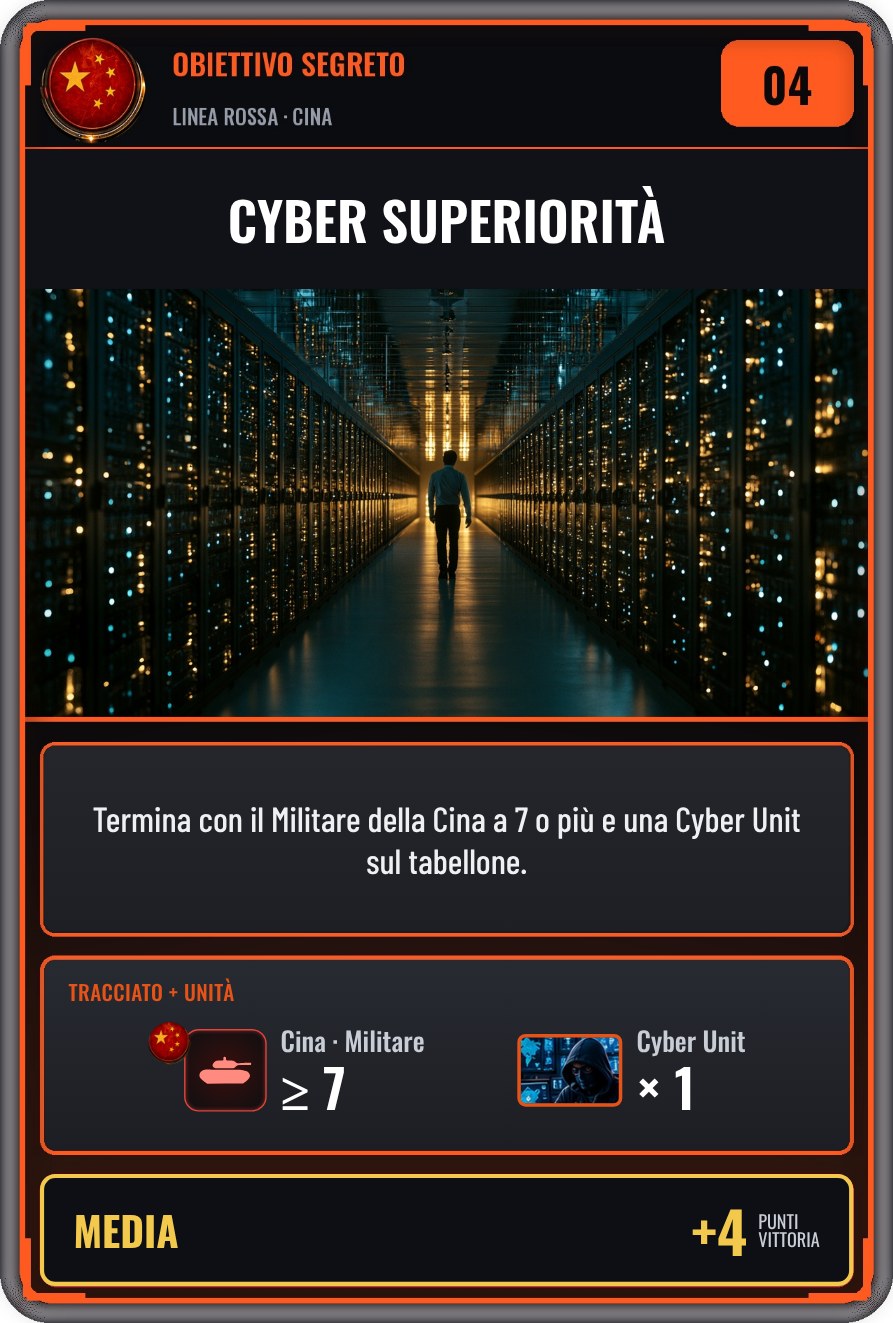 OBIETTIVO SEGRETO
LINEA ROSSA · CINA
04
CYBER SUPERIORITÀ
Termina con il Militare della Cina a 7 o più e una Cyber Unit
sul tabellone.
TRACCIATO + UNITÀ
Cina · Militare
≥ 7
Cyber Unit
× 1
MEDIA
+4
PUNTI
VITTORIA